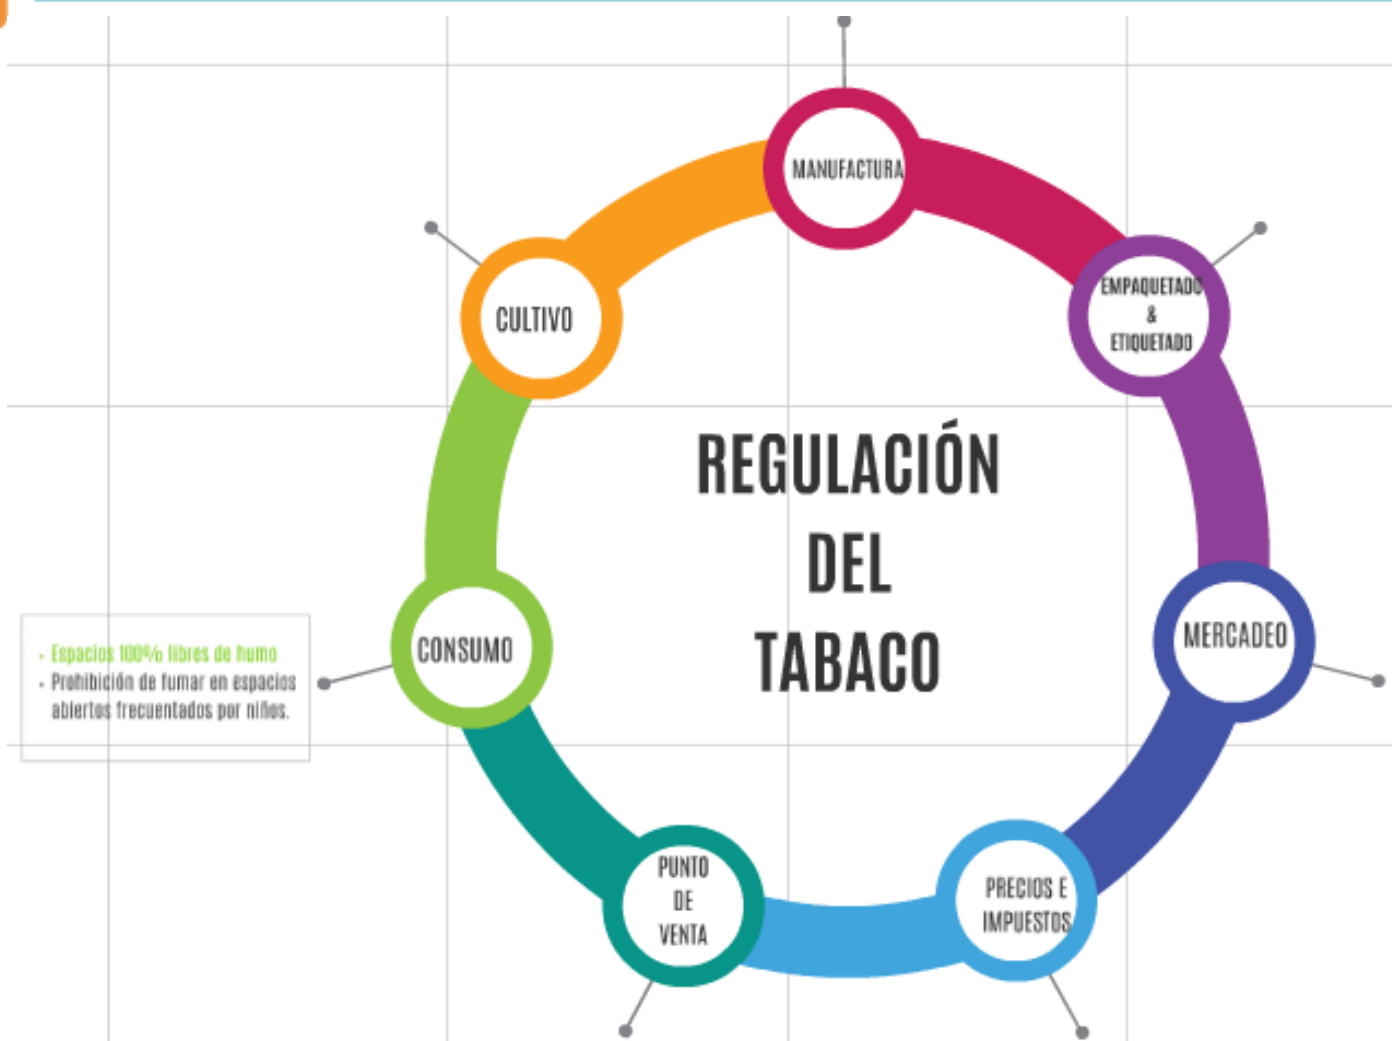 MANUFACTURA
CULTIVO
EMPAQUETADO
&
ETIQUETADO
REGULACIÓN
DEL
TABACO
CONSUMO
MERCADEO
- Espacios 100% libres de humo
- Prohibición de fumar en espacios
abiertos frecuentados por niños.
PUNTO
DE
VENTA
PRECIOS E
IMPUESTOS